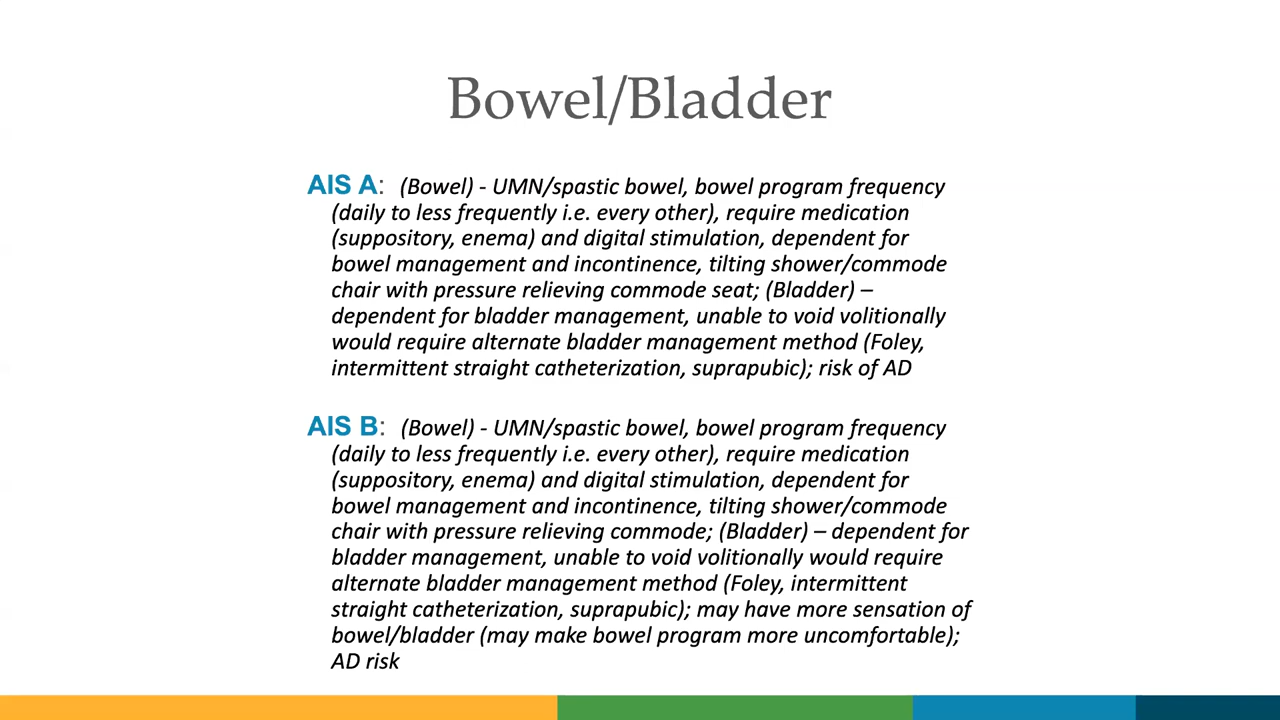 Bowel/Bladder
AIS A: (Bowel) - UMN/spastic bowel, bowel program frequency
(daily to less frequently i.e. every other), require medication
(suppository, enema) and digital stimulation, dependent for
bowel management and incontinence, tilting shower/commode
chair with pressure relieving commode seat; (Bladder) –
dependent for bladder management, unable to void volitionally
would require alternate bladder management method (Foley,
intermittent straight catheterization, suprapubic); risk of AD
AIS B: (Bowel) - UMN/spastic bowel, bowel program frequency
(daily to less frequently i.e. every other), require medication
(suppository, enema) and digital stimulation, dependent for
bowel management and incontinence, tilting shower/commode
chair with pressure relieving commode; (Bladder) – dependent for
bladder management, unable to void volitionally would require
alternate bladder management method (Foley, intermittent
straight catheterization, suprapubic); may have more sensation of
bowel/bladder (may make bowel program more uncomfortable);
AD risk